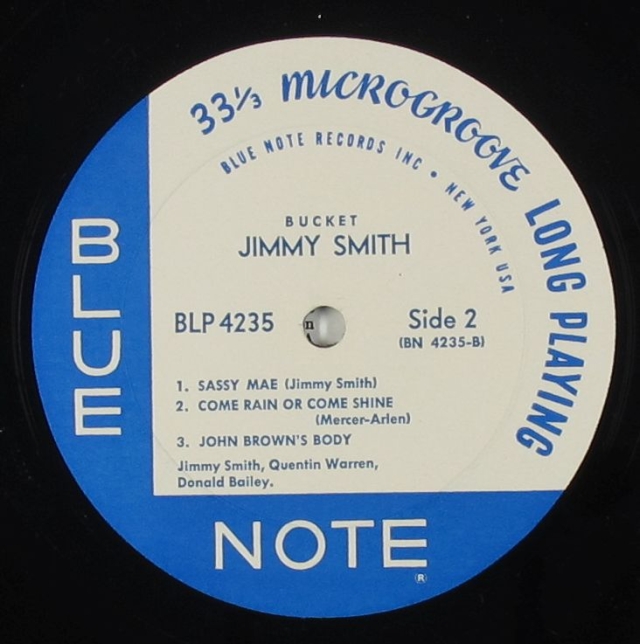 33⅓ MICROGROOVE LONG PLAYING
BLUE NOTE RECORDS INC • NEW YORK USA
BUCKET
JIMMY SMITH
BLP 4235
Side 2
(BN 4235-B)
1. SASSY MAE (Jimmy Smith)
2. COME RAIN OR COME SHINE
(Mercer-Arlen)
3. JOHN BROWN'S BODY
Jimmy Smith, Quentin Warren,
Donald Bailey.
BLUE
NOTE
®